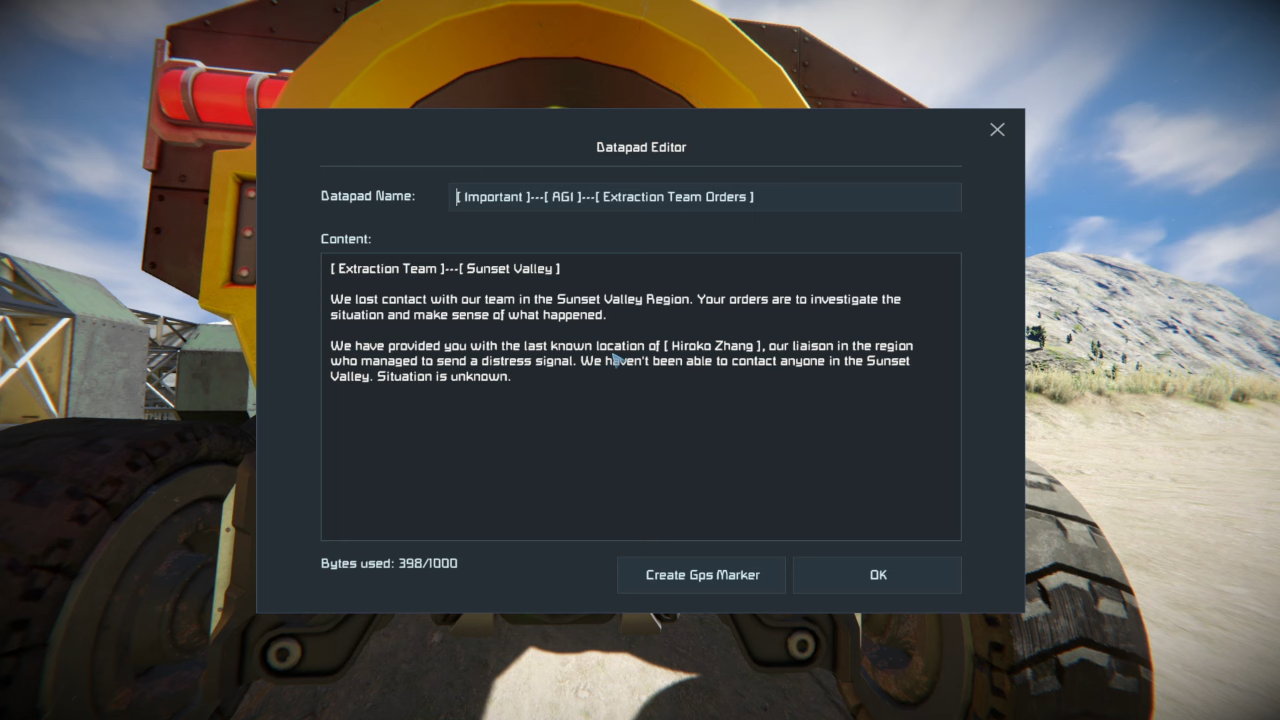 Datapad Editor
Datapad Name:
[ Important ]---[ AGI ]---[ Extraction Team Orders ]
Content:
[ Extraction Team ]---[ Sunset Valley ]
We lost contact with our team in the Sunset Valley Region. Your orders are to investigate the
situation and make sense of what happened.
We have provided you with the last known location of [ Hiroko Zhang ], our liaison in the region
who managed to send a distress signal. We haven't been able to contact anyone in the Sunset
Valley. Situation is unknown.
Bytes used: 398/1000
Create Gps Marker
OK